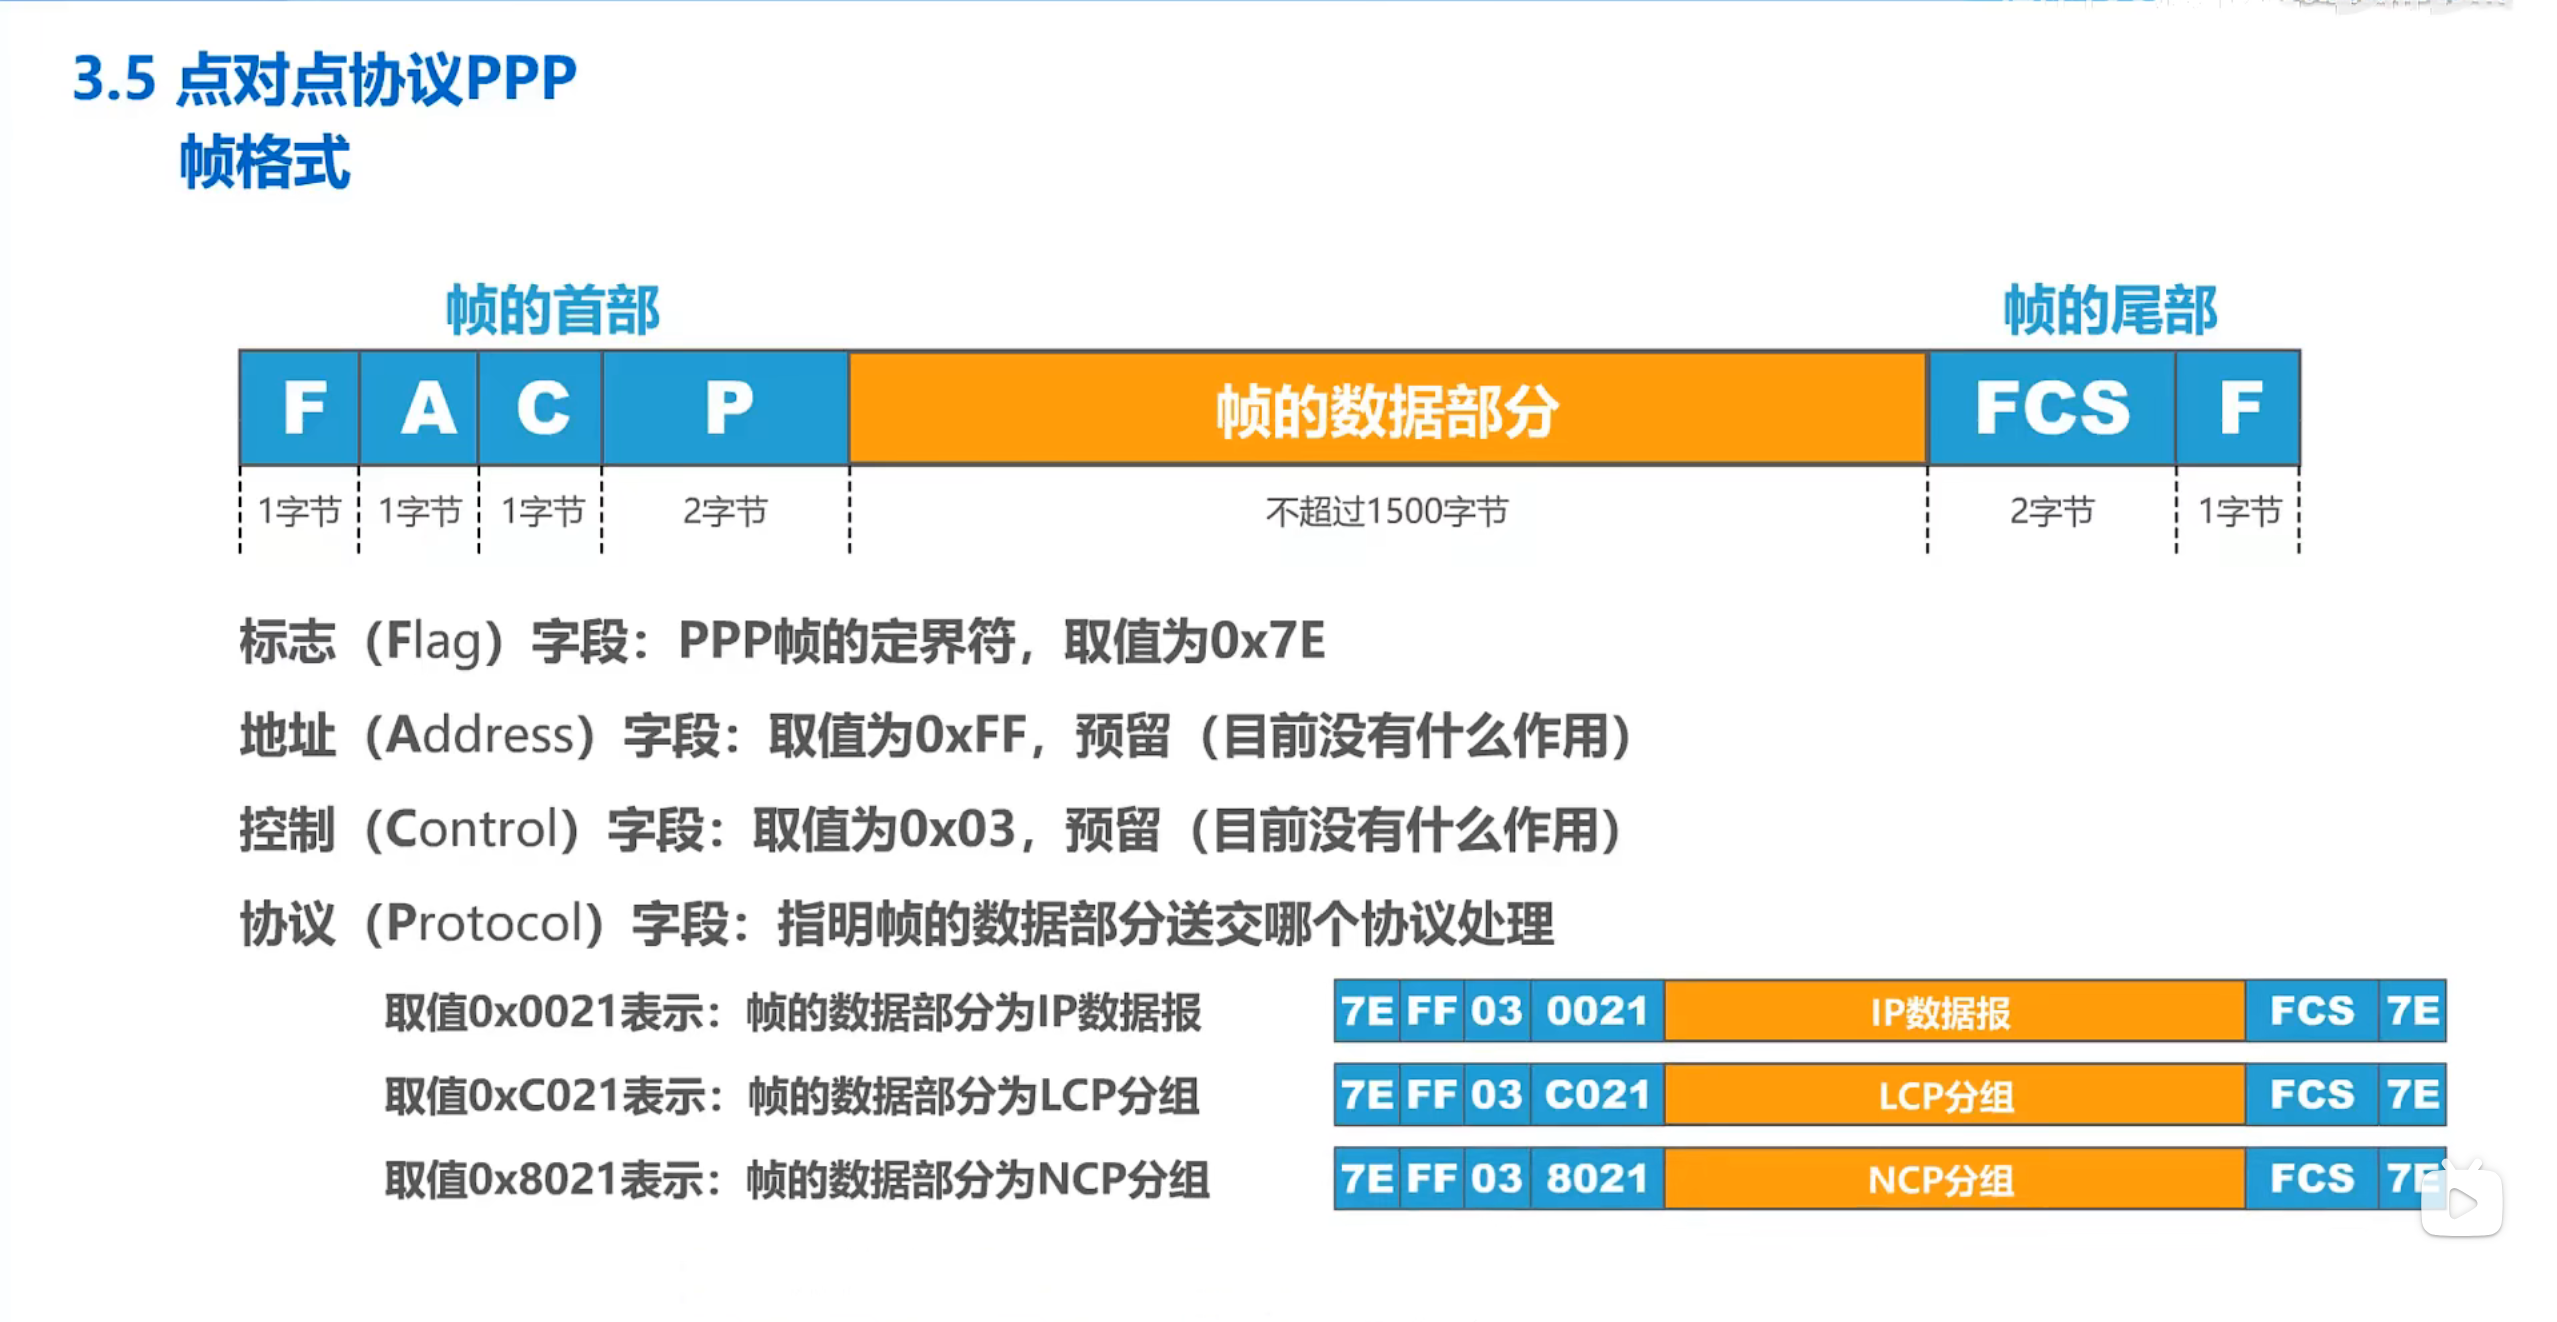 3.5 点对点协议PPP
帧格式
帧的首部 帧的尾部
F A C P 帧的数据部分 FCS F
1字节 1字节 1字节 2字节 不超过1500字节 2字节 1字节
标志（Flag）字段：PPP帧的定界符，取值为0x7E
地址（Address）字段：取值为0xFF，预留（目前没有什么作用）
控制（Control）字段：取值为0x03，预留（目前没有什么作用）
协议（Protocol）字段：指明帧的数据部分送交哪个协议处理
取值0x0021表示：帧的数据部分为IP数据报 7E FF 03 0021 IP数据报 FCS 7E
取值0xC021表示：帧的数据部分为LCP分组 7E FF 03 C021 LCP分组 FCS 7E
取值0x8021表示：帧的数据部分为NCP分组 7E FF 03 8021 NCP分组 FCS 7E